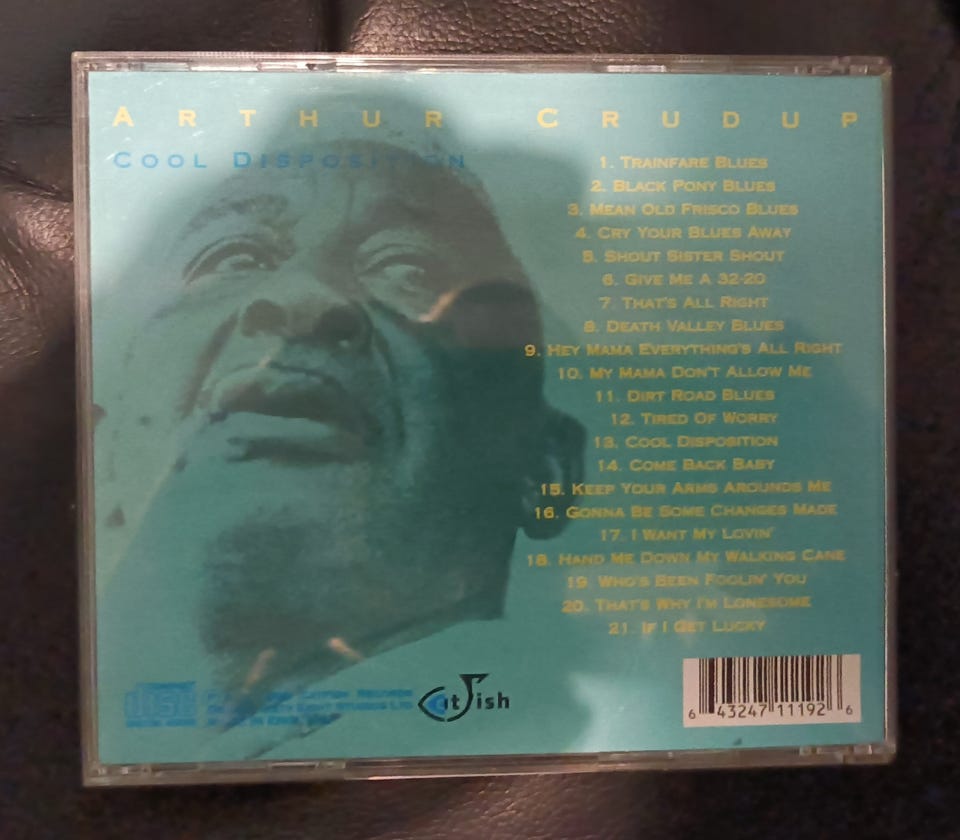 ARTHUR CRUDUP
COOL DISPOSITION
1. TRAINFARE BLUES
2. BLACK PONY BLUES
3. MEAN OLD FRISCO BLUES
4. CRY YOUR BLUES AWAY
5. SHOUT SISTER SHOUT
6. GIVE ME A 32-20
7. THAT'S ALL RIGHT
8. DEATH VALLEY BLUES
9. HEY MAMA EVERYTHING'S ALL RIGHT
10. MY MAMA DON'T ALLOW ME
11. DIRT ROAD BLUES
12. TIRED OF WORRY
13. COOL DISPOSITION
14. COME BACK BABY
15. KEEP YOUR ARMS AROUNDS ME
16. GONNA BE SOME CHANGES MADE
17. I WANT MY LOVIN'
18. HAND ME DOWN MY WALKING CANE
19. WHO'S BEEN FOOLIN' YOU
20. THAT'S WHY I'M LONESOME
21. IF I GET LUCKY
disc
Catfish
6 43247 11192 6